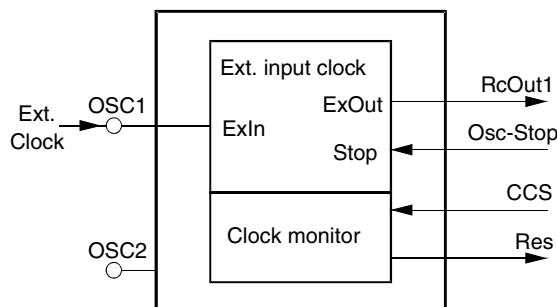 Ext. input clock
RcOut1
OSC1
Ext.
Clock
ExOut
ExIn
Osc-Stop
Stop
CCS
OSC2
Clock monitor
Res